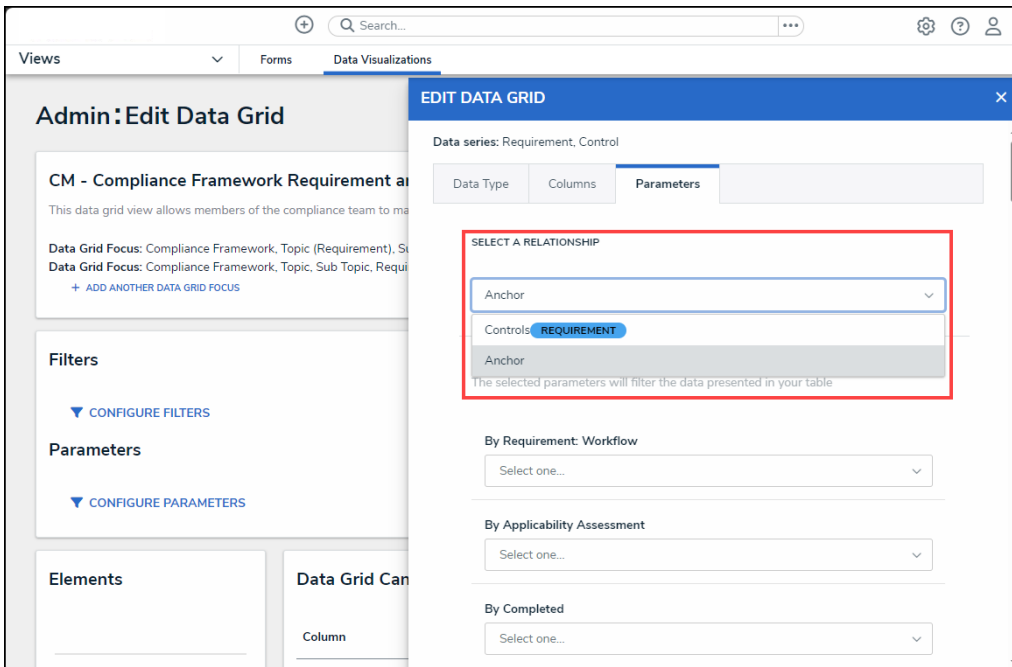 Search...
Views
Forms
Data Visualizations
Admin:Edit Data Grid
CM - Compliance Framework Requirement
This data grid view allows members of the compliance team to
Data Grid Focus: Compliance Framework, Topic (Requirement),
Data Grid Focus: Compliance Framework, Topic, Sub Topic,
+ ADD ANOTHER DATA GRID FOCUS
Filters
CONFIGURE FILTERS
Parameters
CONFIGURE PARAMETERS
Elements
Data Grid
Column
EDIT DATA GRID
Data series: Requirement, Control
Data Type
Columns
Parameters
SELECT A RELATIONSHIP
Anchor
Controls REQUIREMENT
Anchor
The selected parameters will filter the data presented in your table
By Requirement: Workflow
Select one...
By Applicability Assessment
Select one...
By Completed
Select one...